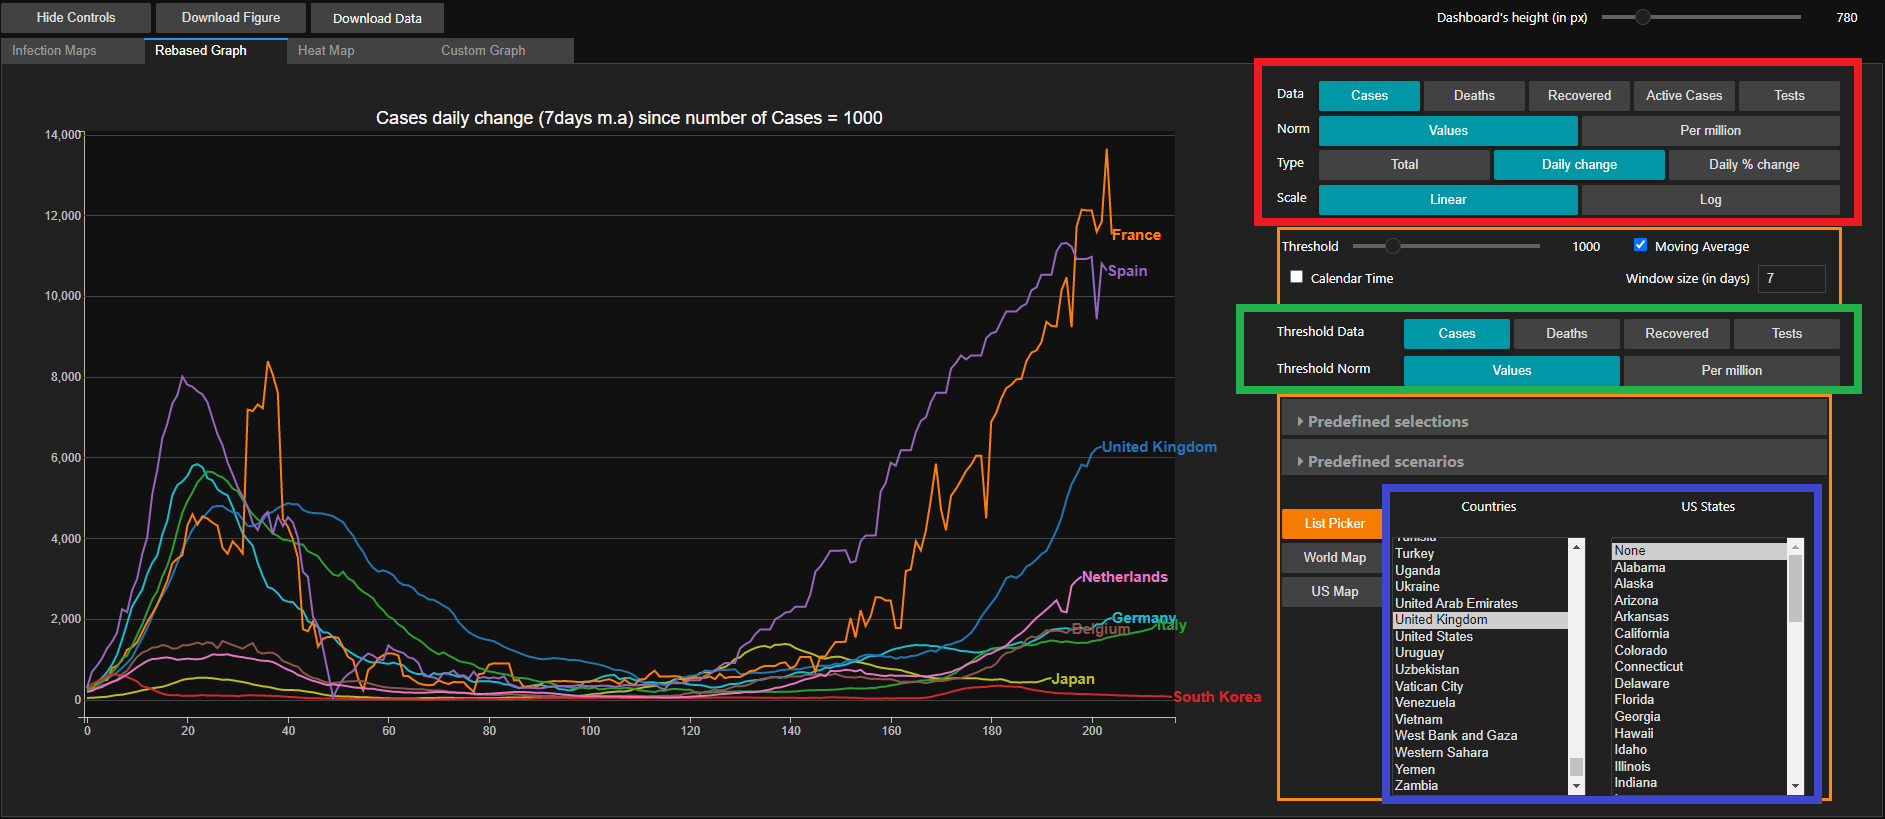 Hide Controls Download Figure Download Data Dashboard's height (in px) 780
Infection Maps Rebased Graph Heat Map Custom Graph
Cases daily change (7days m.a) since number of Cases = 1000
14,000
12,000
10,000
8,000
6,000
4,000
2,000
0
0 20 40 60 80 100 120 140 160 180 200
France
Spain
United Kingdom
Netherlands
Germany
Italy
Belgium
Japan
South Korea
Data Cases Deaths Recovered Active Cases Tests
Norm Values Per million
Type Total Daily change Daily % change
Scale Linear Log
Threshold 1000 Moving Average
Calendar Time Window size (in days) 7
Threshold Data Cases Deaths Recovered Tests
Threshold Norm Values Per million
Predefined selections
Predefined scenarios
List Picker
World Map
US Map
Countries
Tunisia
Turkey
Uganda
Ukraine
United Arab Emirates
United Kingdom
United States
Uruguay
Uzbekistan
Vatican City
Venezuela
Vietnam
West Bank and Gaza
Western Sahara
Yemen
Zambia
US States
None
Alabama
Alaska
Arizona
Arkansas
California
Colorado
Connecticut
Delaware
Florida
Georgia
Hawaii
Idaho
Illinois
Indiana